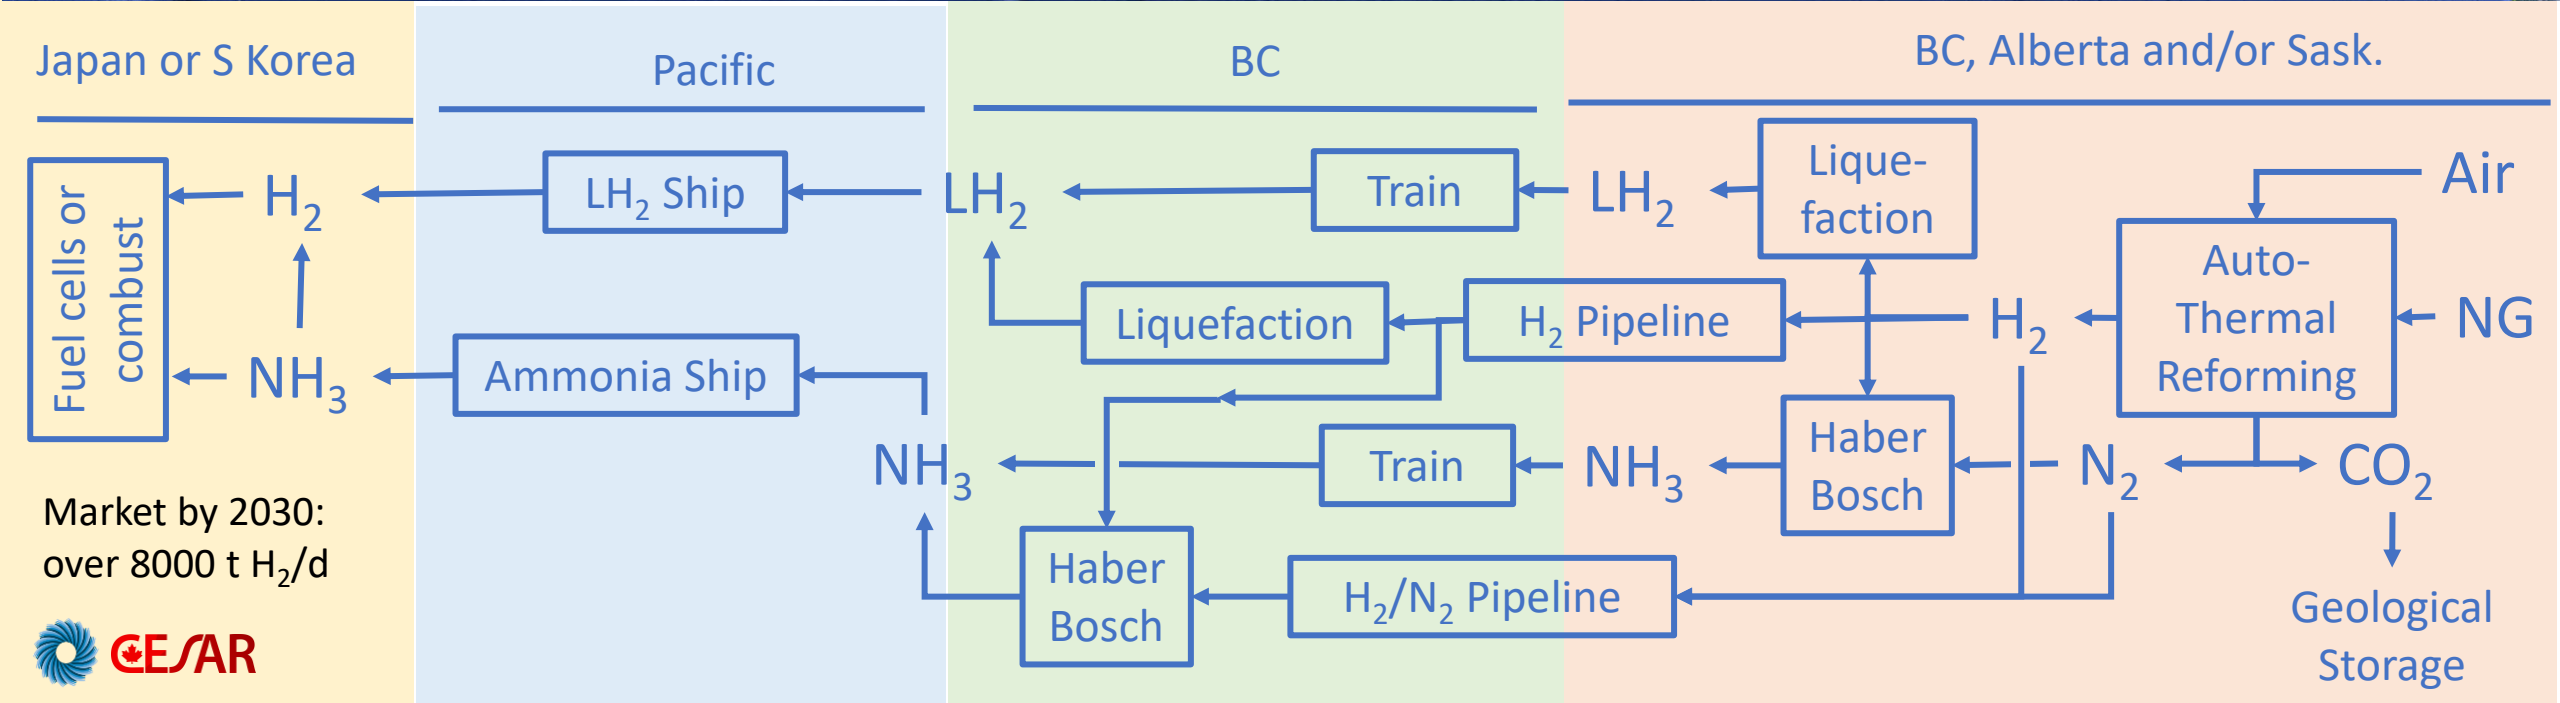 Japan or S Korea
Pacific
BC
BC, Alberta and/or Sask.
Fuel cells or
combust
H2
NH3
LH2 Ship
Ammonia Ship
LH2
NH3
Train
Liquefaction
H2 Pipeline
Train
Haber
Bosch
H2/N2 Pipeline
LH2
Lique-
faction
Air
Auto-
Thermal
Reforming
NG
H2
NH3
Haber
Bosch
N2
CO2
Geological
Storage
Market by 2030:
over 8000 t H2/d
CESAR